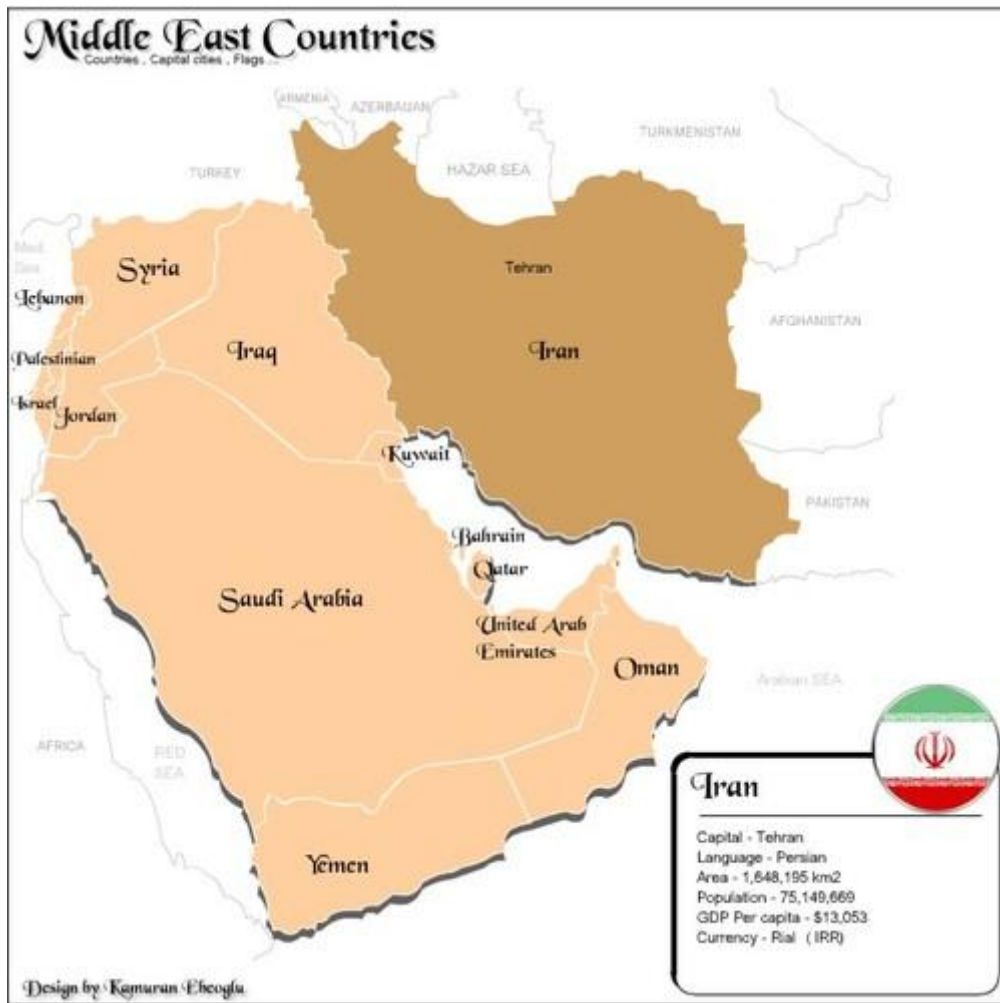 Middle East Countries
Countries , Capital cities , Flags ...
ARMENIA
AZERBAIJAN
TURKMENISTAN
HAZAR SEA
TURKEY
Med.
Sea
Syria
Tehran
Lebanon
AFGHANISTAN
Iraq
Iran
Palestinian
Israel
Jordan
Kuwait
PAKISTAN
Bahrain
Qatar
Saudi Arabia
United Arab
Emirates
Oman
Arabian SEA
AFRICA
RED
SEA
Iran
Capital - Tehran
Language - Persian
Area - 1,648,195 km2
Population - 75,149,669
GDP Per capita - $13,053
Currency - Rial ( IRR)
Yemen
Design by Kamuran Ebeoglu